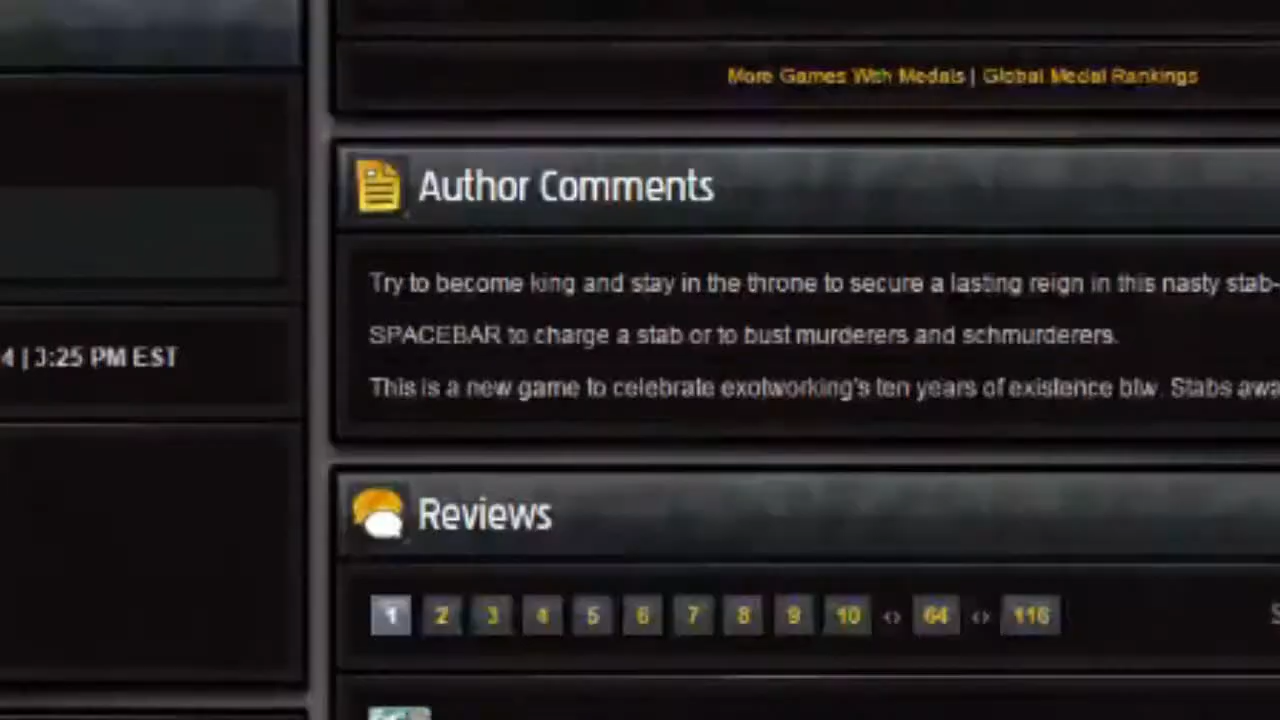 More Games With Medals | Global Medal Rankings
Author Comments
Try to become king and stay in the throne to secure a lasting reign in this nasty stab-
SPACEBAR to charge a stab or to bust murderers and schmurderers.
4 | 3:25 PM EST
This is a new game to celebrate exotworking's ten years of existence btw. Stabs awa
Reviews
1 2 3 4 5 6 7 8 9 10 <> 64 <> 116